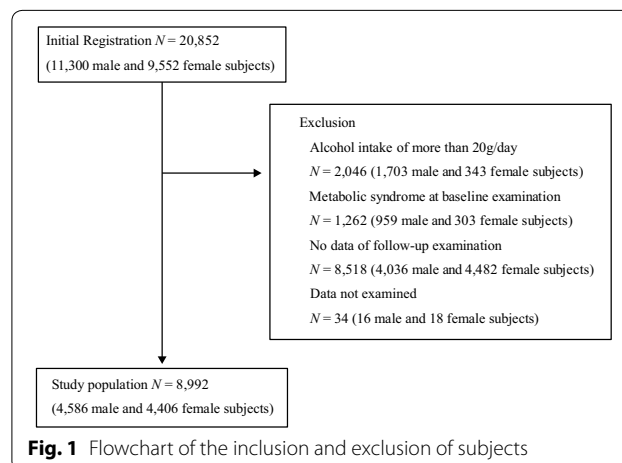 Initial Registration N = 20,852
(11,300 male and 9,552 female subjects)
Exclusion
Alcohol intake of more than 20g/day
N = 2,046 (1,703 male and 343 female subjects)
Metabolic syndrome at baseline examination
N = 1,262 (959 male and 303 female subjects)
No data of follow-up examination
N = 8,518 (4,036 male and 4,482 female subjects)
Data not examined
N = 34 (16 male and 18 female subjects)
Study population N = 8,992
(4,586 male and 4,406 female subjects)
Fig. 1 Flowchart of the inclusion and exclusion of subjects